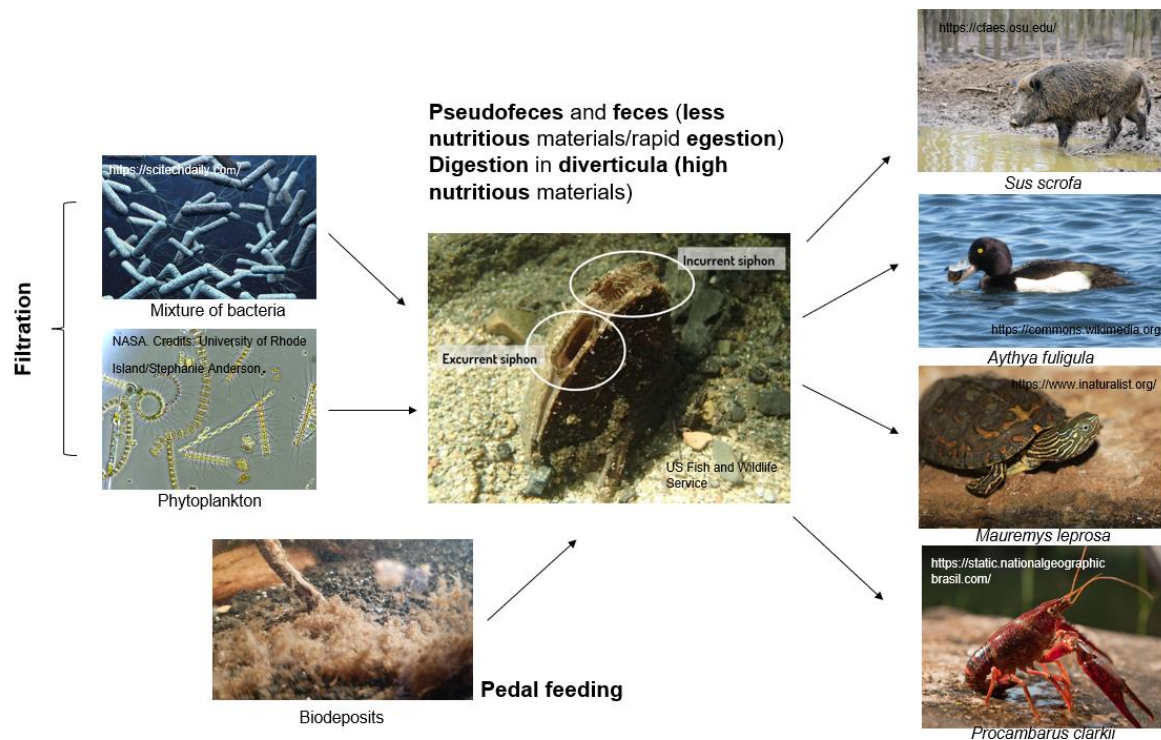 Filtration
https://scitechdaily.com/
Mixture of bacteria
NASA. Credits: University of Rhode
Island/Stephanie Anderson.
Phytoplankton
Biodeposits
Pedal feeding
Pseudofeces and feces (less
nutritious materials/rapid egestion)
Digestion in diverticula (high
nutritious materials)
Incurrent siphon
Excurrent siphon
US Fish and Wildlife
Service
https://cfaes.osu.edu/
Sus scrofa
https://commons.wikimedia.org
Aythya fuligula
https://www.inaturalist.org/
Mauremys leprosa
https://static.nationalgeographic
brasil.com/
Procambarus clarkii